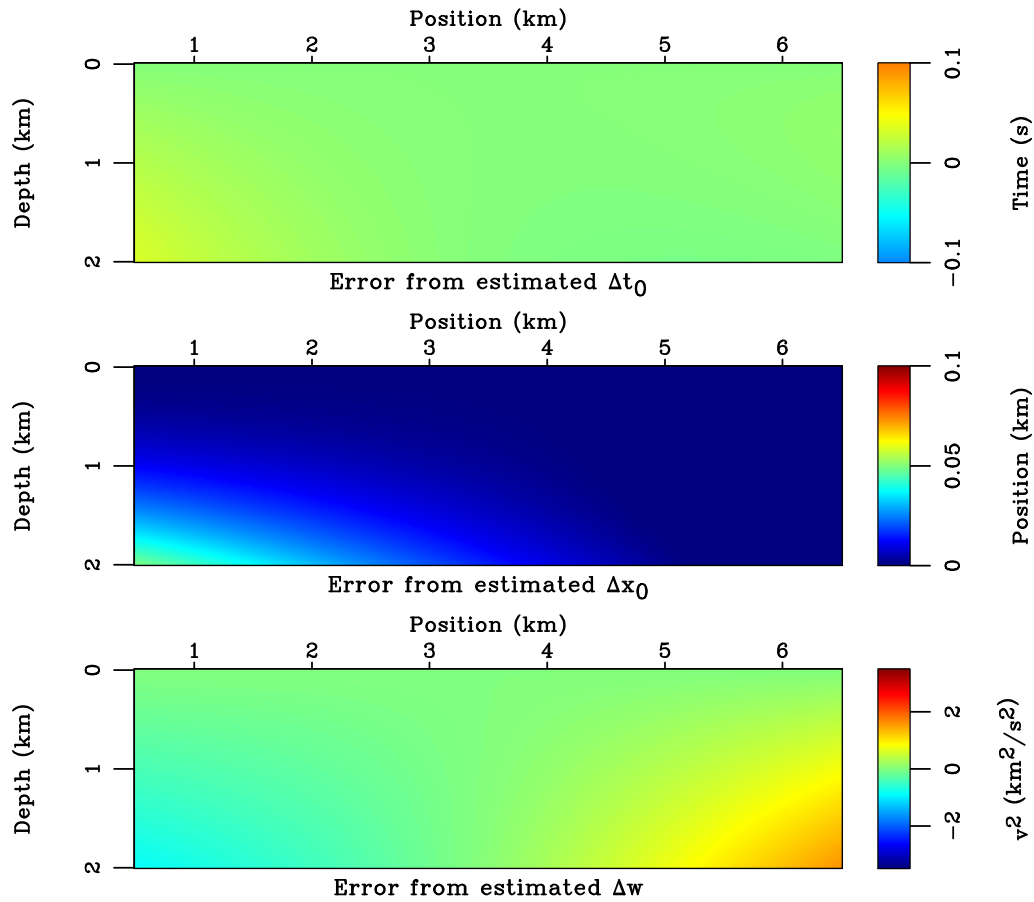 Position (km)
1 2 3 4 5 6
0
1
2
Depth (km)
0.1
0
−0.1
Time (s)
Error from estimated Δt0
Position (km)
1 2 3 4 5 6
0
1
2
Depth (km)
0.1
0.05
0
Position (km)
Error from estimated Δx0
Position (km)
1 2 3 4 5 6
0
1
2
Depth (km)
2
0
−2
v2 (km2/s2)
Error from estimated Δw